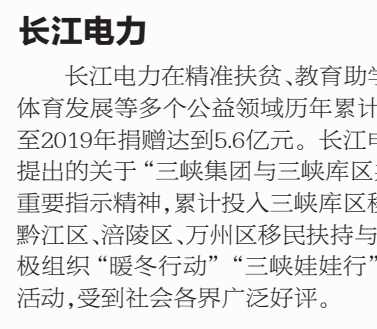 长江电力
长江电力在精准扶贫、教育助学
体育发展等多个公益领域历年累计
至2019年捐赠达到5.6亿元。长江电
提出的关于“三峡集团与三峡库区
重要指示精神,累计投入三峡库区移
黔江区、涪陵区、万州区移民扶持与
极组织“暖冬行动”“三峡娃娃行”
活动,受到社会各界广泛好评。